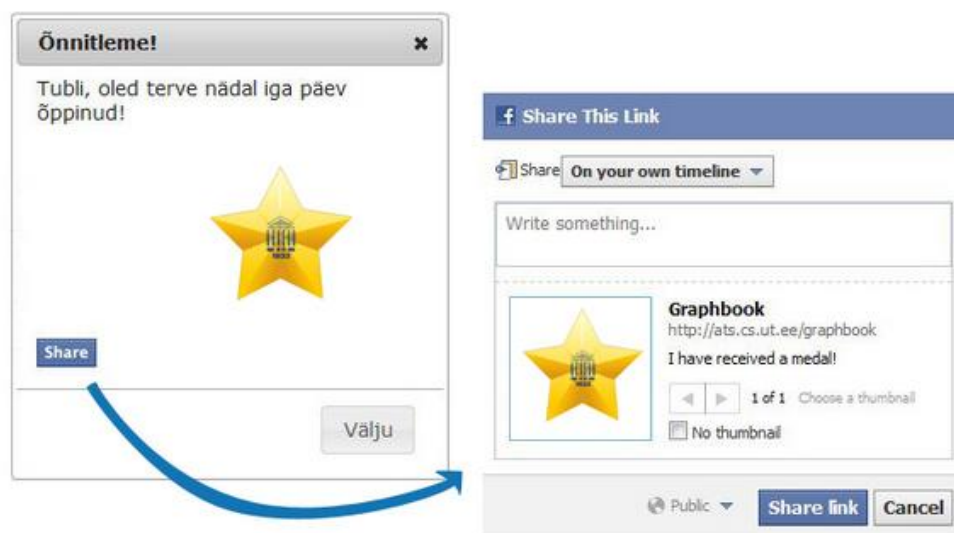 Õnnitleme!
Tubli, oled terve nädal iga päev
õppinud!
Share
Välju
Share This Link
Share On your own timeline
Write something...
Graphbook
http://ats.cs.ut.ee/graphbook
I have received a medal!
1 of 1 Choose a thumbnail
No thumbnail
Public Share link Cancel